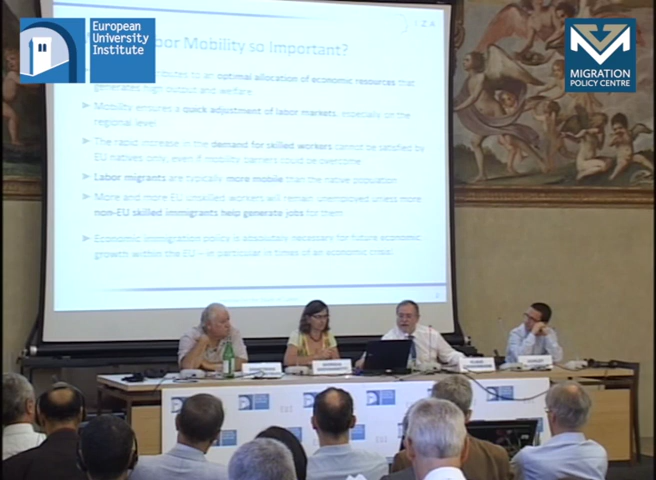 European
University
Institute
MIGRATION
POLICY CENTRE
I Z A
Labor Mobility so Important?
to an optimal allocation of economic resources that
generates high output and welfare
Mobility ensures a quick adjustment of labor markets, especially on the
regional level
The rapid increase in the demand for skilled workers cannot be satisfied by
EU natives only, even if mobility barriers could be overcome
Labor migrants are typically more mobile than the native population
More and more EU unskilled workers will remain unemployed unless more
non-EU skilled immigrants help generate jobs for them
Economic immigration policy is absolutely necessary for future economic
growth within the EU – in particular in times of an economic crisis